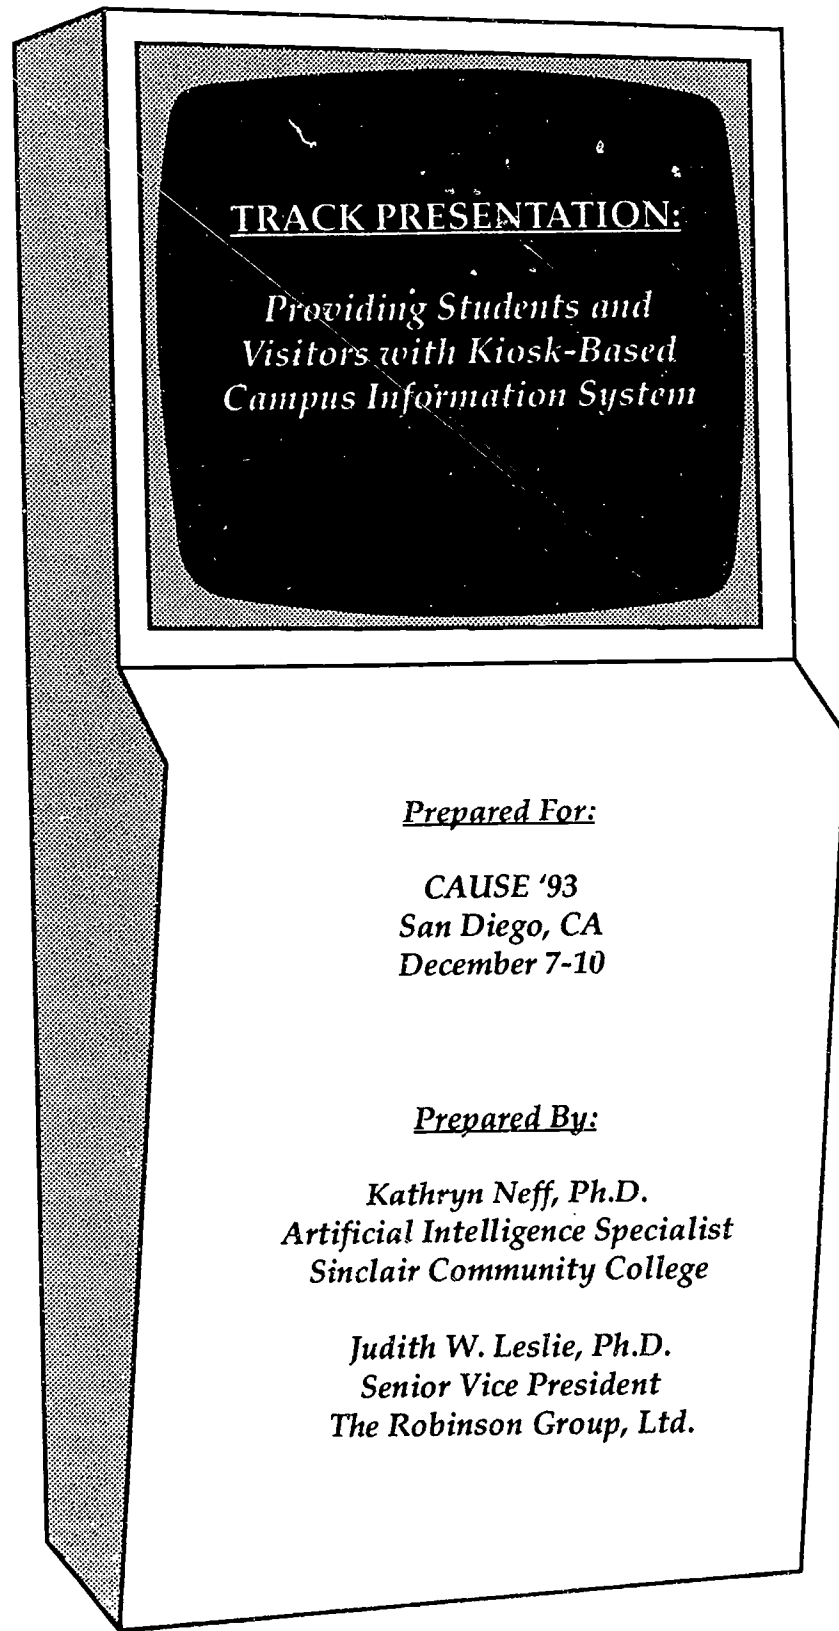 TRACK PRESENTATION:
Providing Students and
Visitors with Kiosk-Based
Campus Information System
Prepared For:
CAUSE '93
San Diego, CA
December 7-10
Prepared By:
Kathryn Neff, Ph.D.
Artificial Intelligence Specialist
Sinclair Community College
Judith W. Leslie, Ph.D.
Senior Vice President
The Robinson Group, Ltd.